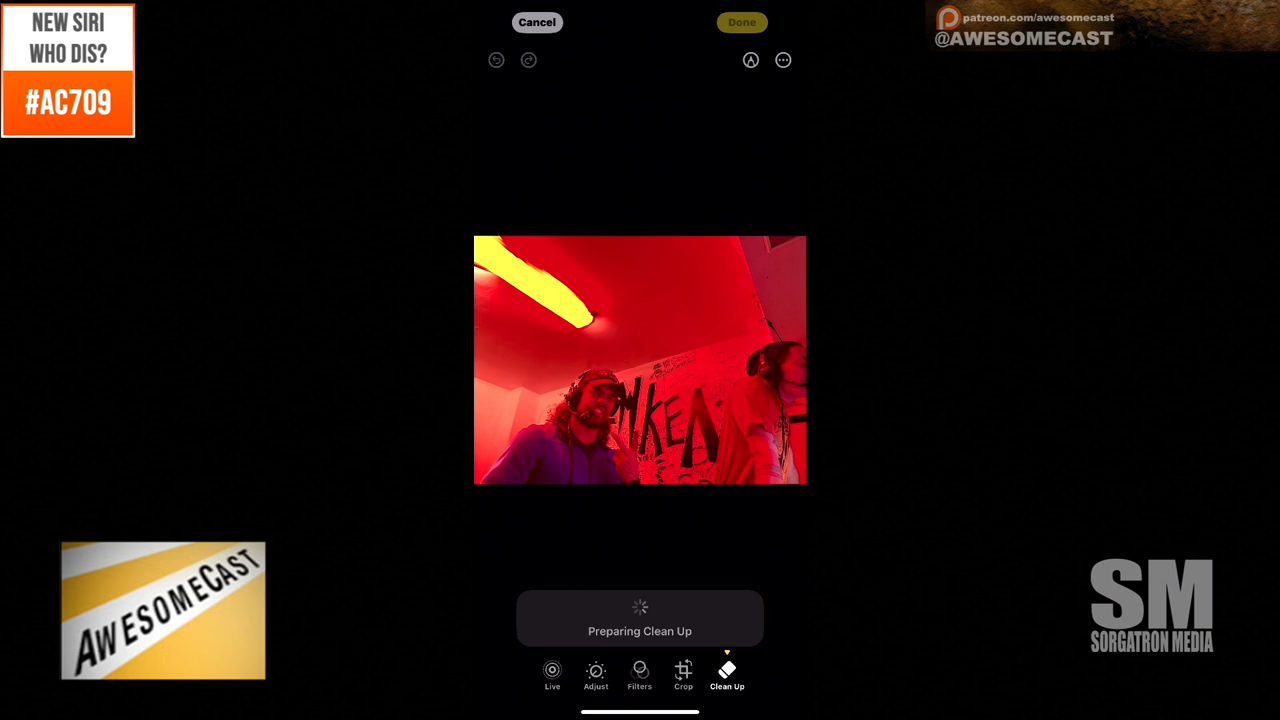 NEW SIRI
WHO DIS?
#AC709
Cancel
Done
patreon.com/awesomecast
@AWESOMECAST
AWESOMECAST
Preparing Clean Up
Live
Adjust
Filters
Crop
Clean Up
SM
SORGATRON MEDIA